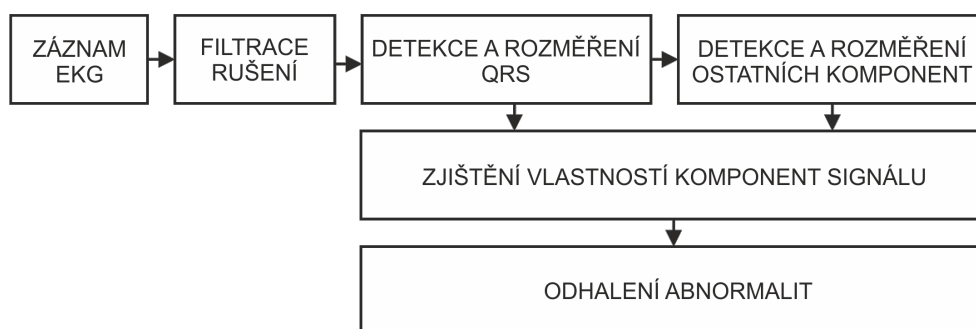 ZÁZNAM
EKG
FILTRACE
RUŠENÍ
DETEKCE A ROZMĚŘENÍ
QRS
DETEKCE A ROZMĚŘENÍ
OSTATNÍCH KOMPONENT
ZJIŠTĚNÍ VLASTNOSTÍ KOMPONENT SIGNÁLU
ODHALENÍ ABNORMALIT